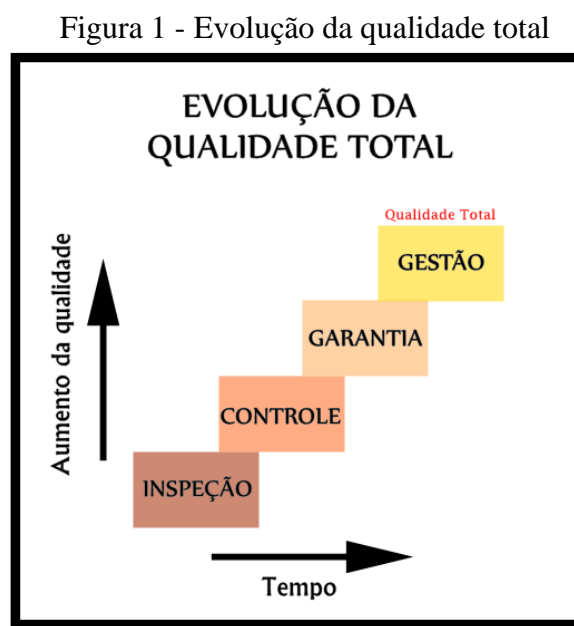 Figura 1 - Evolução da qualidade total
EVOLUÇÃO DA
QUALIDADE TOTAL
Qualidade Total
GESTÃO
GARANTIA
CONTROLE
INSPEÇÃO
Aumento da qualidade
Tempo